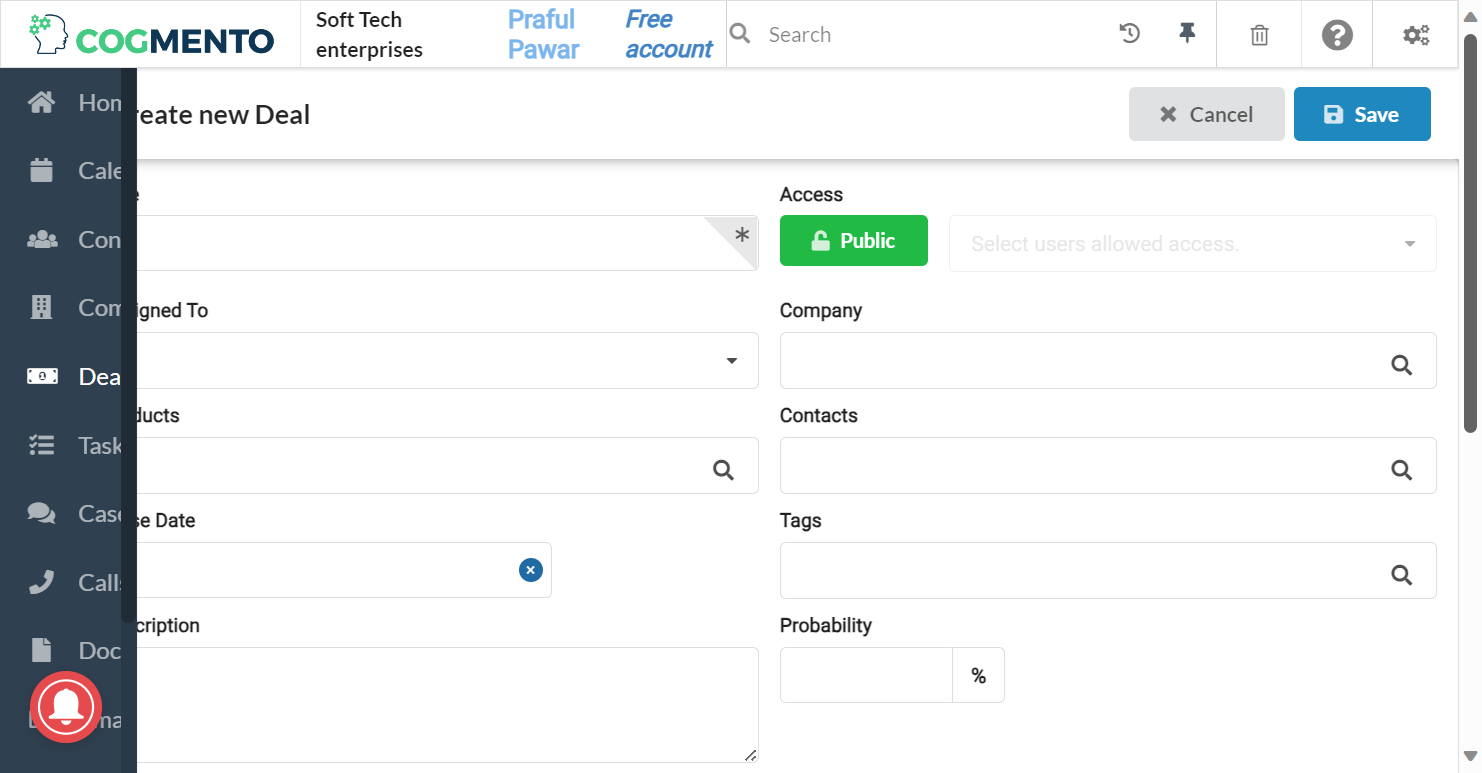 COGMENTO
Soft Tech
enterprises
Praful
Pawar
Free
account
Search
Hom
reate new Deal
Cancel
Save
Cale
e
Access
Con
Public
Select users allowed access.
Com
igned To
Company
Dea
ducts
Contacts
Task
se Date
Tags
Case
Calls
cription
Probability
Doc
%
ma